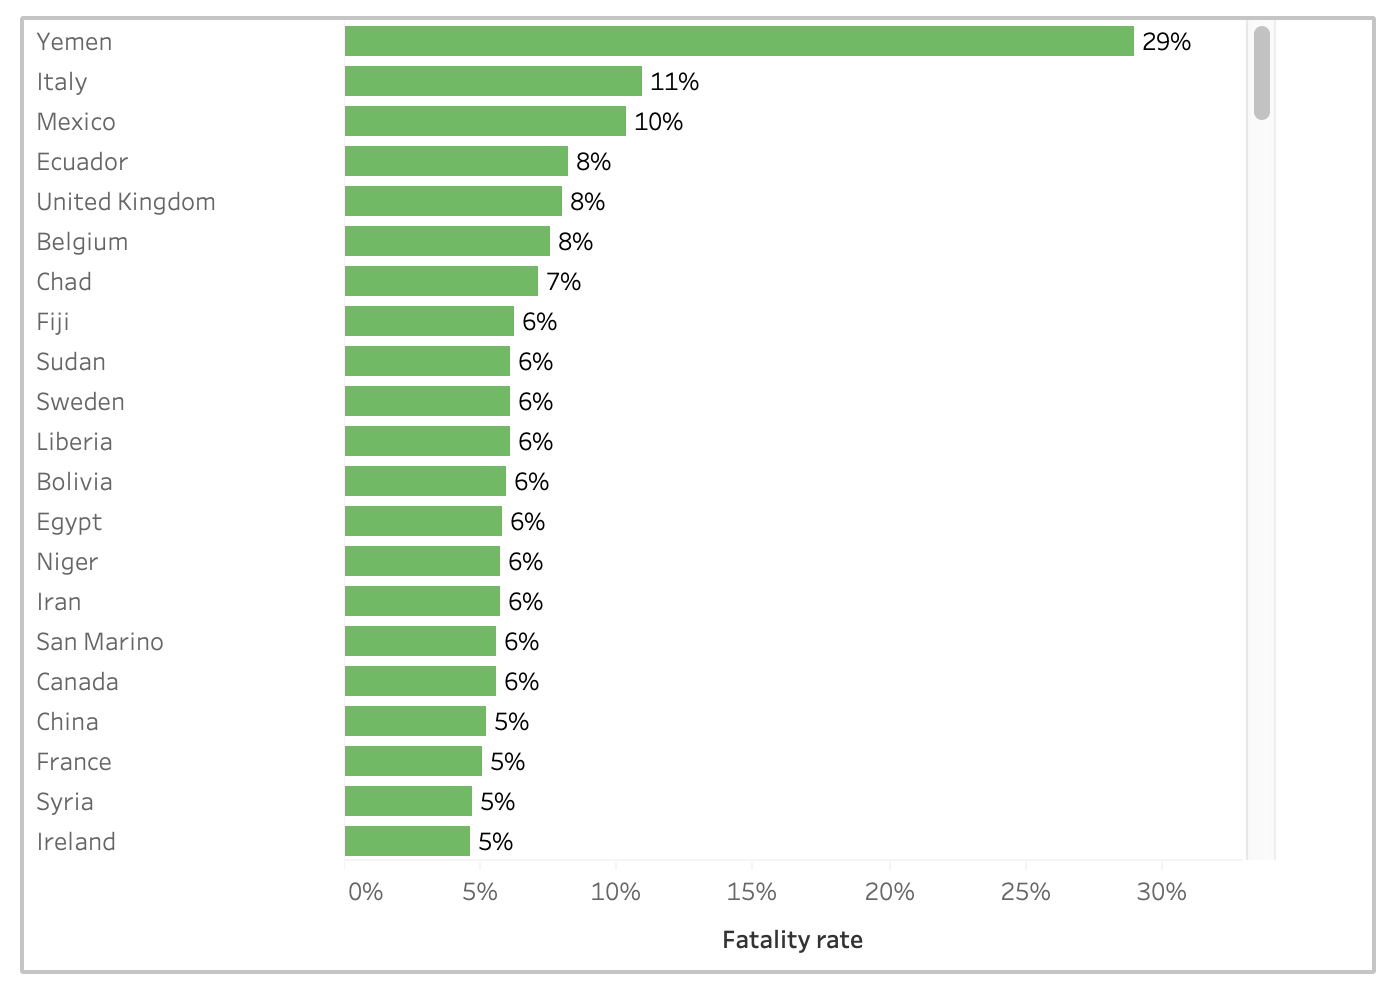 Yemen 29%
Italy 11%
Mexico 10%
Ecuador 8%
United Kingdom 8%
Belgium 8%
Chad 7%
Fiji 6%
Sudan 6%
Sweden 6%
Liberia 6%
Bolivia 6%
Egypt 6%
Niger 6%
Iran 6%
San Marino 6%
Canada 6%
China 5%
France 5%
Syria 5%
Ireland 5%
0% 5% 10% 15% 20% 25% 30%
Fatality rate